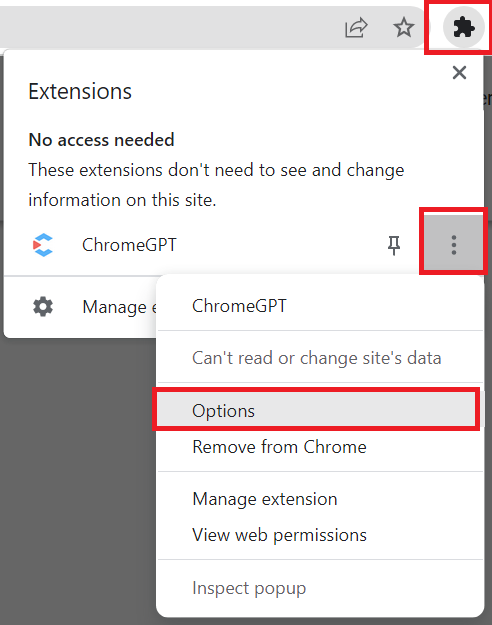 er
Extensions
No access needed
These extensions don't need to see and change
information on this site.
ChromeGPT
Manage e
ChromeGPT
Can't read or change site's data
Options
Remove from Chrome
Manage extension
View web permissions
Inspect popup